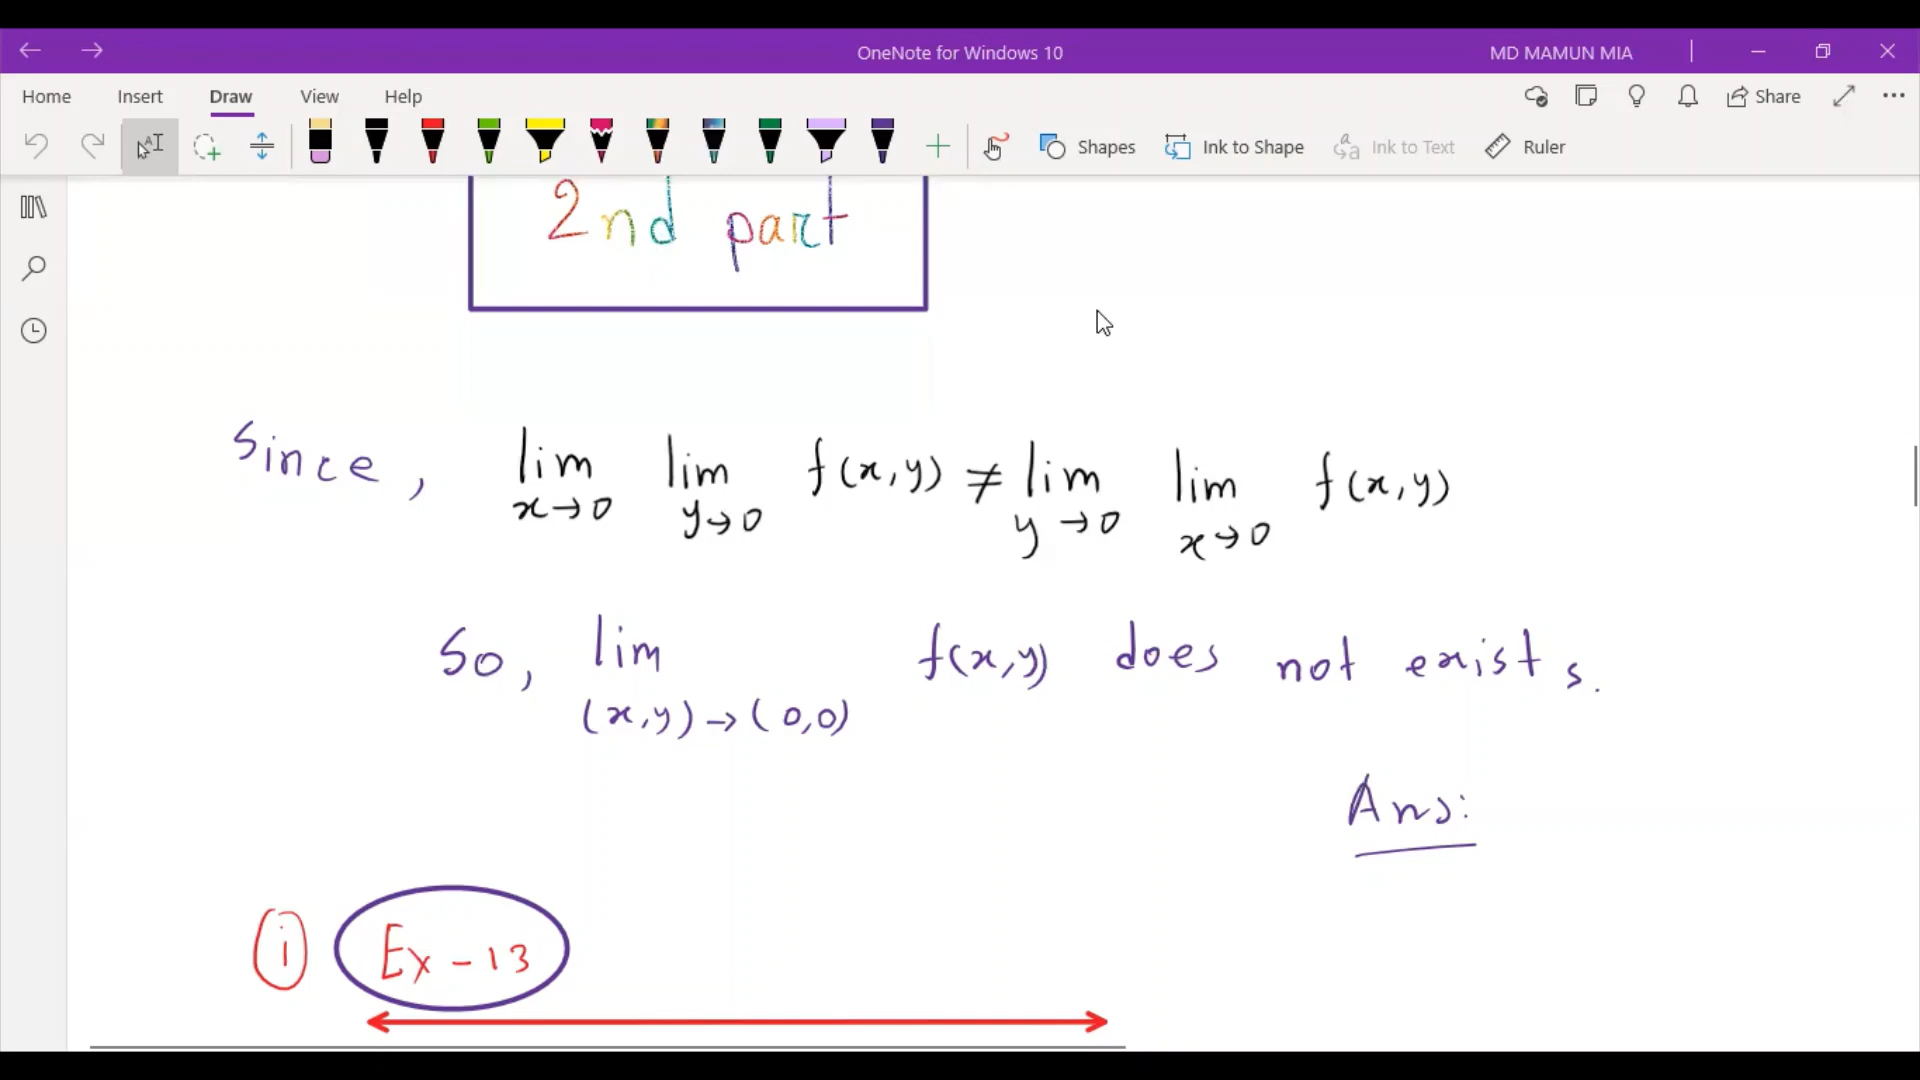 OneNote for Windows 10 MD MAMUN MIA
Home Insert Draw View Help Share
Shapes Ink to Shape Ink to Text Ruler
2nd part
Since, lim x→0 lim y→0 f(x,y) ≠ lim y→0 lim x→0 f(x,y)
So, lim (x,y)→(0,0) f(x,y) does not exists.
Ans:
i Ex-13